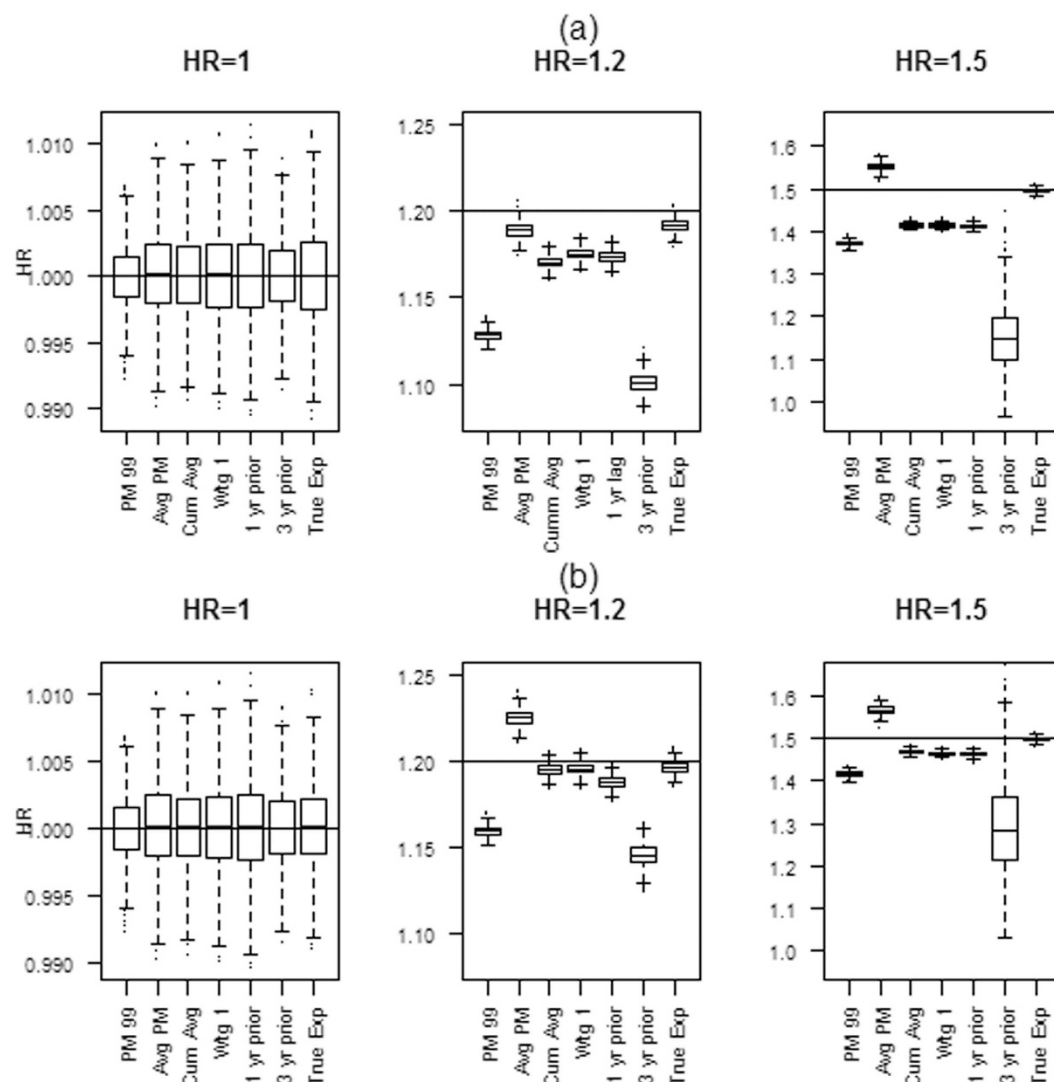 (a)
HR=1
HR=1.2
HR=1.5
HR
1.010
1.005
1.000
0.995
0.990
PM 99
Avg PM
Cum Avg
Wtg 1
1 yr prior
3 yr prior
True Exp
1.25
1.20
1.15
1.10
PM 99
Avg PM
Cumm Avg
Wtg 1
1 yr lag
3 yr prior
True Exp
1.6
1.5
1.4
1.3
1.2
1.1
1.0
PM 99
Avg PM
Cum Avg
Wtg 1
1 yr prior
3 yr prior
True Exp
(b)
HR=1
HR=1.2
HR=1.5
HR
1.010
1.005
1.000
0.995
0.990
PM 99
Avg PM
Cum Avg
Wtg 1
1 yr prior
3 yr prior
True Exp
1.25
1.20
1.15
1.10
PM 99
Avg PM
Cum Avg
Wtg 1
1 yr prior
3 yr prior
True Exp
1.6
1.5
1.4
1.3
1.2
1.1
1.0
PM 99
Avg PM
Cum Avg
Wtg 1
1 yr prior
3 yr prior
True Exp